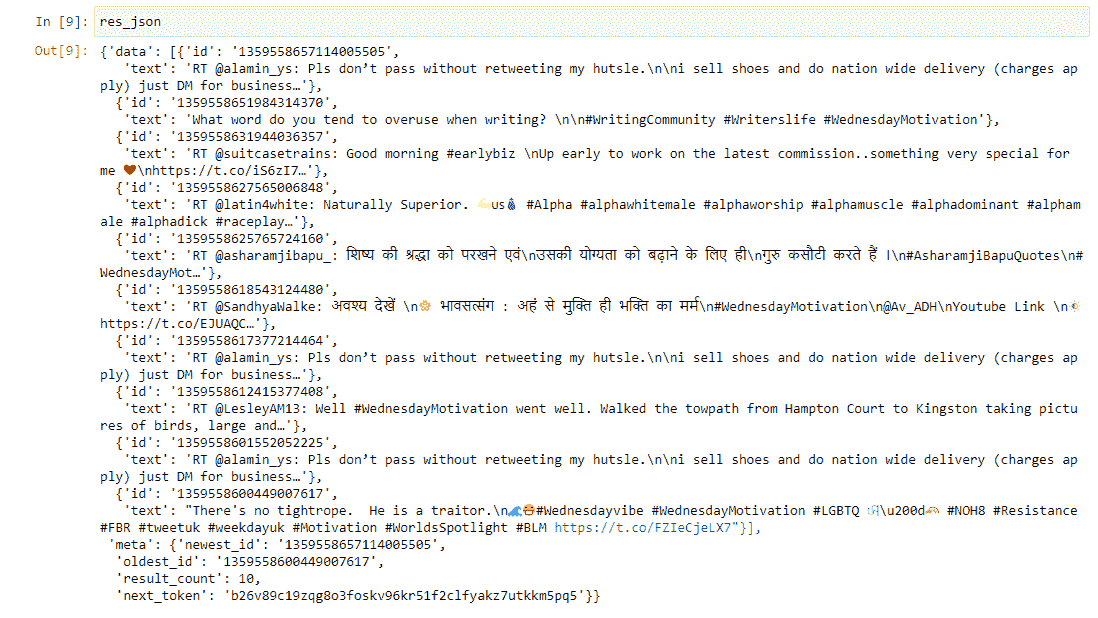 In [9]: res_json
Out[9]: {'data': [{'id': '1359558657114005505',
'text': 'RT @alamin_ys: Pls don’t pass without retweeting my hutsle.\n\ni sell shoes and do nation wide delivery (charges ap
ply) just DM for business…'},
{'id': '1359558651984314370',
'text': 'What word do you tend to overuse when writing? \n\n#WritingCommunity #Writerslife #WednesdayMotivation'},
{'id': '1359558631944036357',
'text': 'RT @suitcasetrains: Good morning #earlybiz \nUp early to work on the latest commission..something very special for
me 🤎\nhttps://t.co/iS6zI7…'},
{'id': '1359558627565006848',
'text': 'RT @latin4white: Naturally Superior. 💪🏻us💧 #Alpha #alphawhitemale #alphaworship #alphamuscle #alphadominant #alpham
ale #alphadick #raceplay…'},
{'id': '1359558625765724160',
'text': 'RT @asharamjibapu_: शिष्य की श्रद्धा को परखने एवं\nउसकी योग्यता को बढ़ाने के लिए ही\nगुरु कसौटी करते हैं ।\n#AsharamjiBapuQuotes\n#
WednesdayMot…'},
{'id': '1359558618543124480',
'text': 'RT @SandhyaWalke: अवश्य देखें \n🌼 भावसत्संग : अहं से मुक्ति ही भक्ति का मर्म\n#WednesdayMotivation\n@Av_ADH\nYoutube Link \n
https://t.co/EJUAQC…'},
{'id': '1359558617377214464',
'text': 'RT @alamin_ys: Pls don’t pass without retweeting my hutsle.\n\ni sell shoes and do nation wide delivery (charges ap
ply) just DM for business…'},
{'id': '1359558612415377408',
'text': 'RT @LesleyAM13: Well #WednesdayMotivation went well. Walked the towpath from Hampton Court to Kingston taking pictu
res of birds, large and…'},
{'id': '1359558601552052225',
'text': 'RT @alamin_ys: Pls don’t pass without retweeting my hutsle.\n\ni sell shoes and do nation wide delivery (charges ap
ply) just DM for business…'},
{'id': '1359558600449007617',
'text': "There's no tightrope.  He is a traitor.\n🌊#Wednesdayvibe #WednesdayMotivation #LGBTQ \u200d #NOH8 #Resistance
#FBR #tweetuk #weekdayuk #Motivation #WorldsSpotlight #BLM https://t.co/FZIeCjeLX7"}],
'meta': {'newest_id': '1359558657114005505',
'oldest_id': '1359558600449007617',
'result_count': 10,
'next_token': 'b26v89c19zqg8o3foskv96kr51f2clfyakz7utkkm5pq5'}}